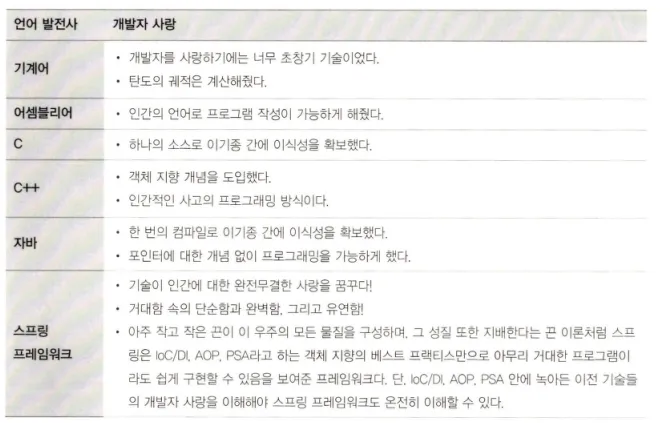 언어 발전사 개발자 사랑
기계어
• 개발자를 사랑하기에는 너무 초창기 기술이었다.
• 탄도의 궤적은 계산해줬다.
어셈블리어
• 인간의 언어로 프로그램 작성이 가능하게 해줬다.
C
• 하나의 소스로 이기종 간에 이식성을 확보했다.
C++
• 객체 지향 개념을 도입했다.
• 인간적인 사고의 프로그래밍 방식이다.
자바
• 한 번의 컴파일로 이기종 간에 이식성을 확보했다.
• 포인터에 대한 개념 없이 프로그래밍을 가능하게 했다.
스프링
프레임워크
• 기술이 인간에 대한 완전무결한 사랑을 꿈꾸다!
• 거대함 속의 단순함과 완벽함, 그리고 유연함!
• 아주 작고 작은 끈이 이 우주의 모든 물질을 구성하며, 그 성질 또한 지배한다는 끈 이론처럼 스프
링은 IoC/DI, AOP, PSA라고 하는 객체 지향의 베스트 프랙티스만으로 아무리 거대한 프로그램이
라도 쉽게 구현할 수 있음을 보여준 프레임워크다. 단, IoC/DI, AOP, PSA 안에 녹아든 이전 기술들
의 개발자 사랑을 이해해야 스프링 프레임워크도 온전히 이해할 수 있다.